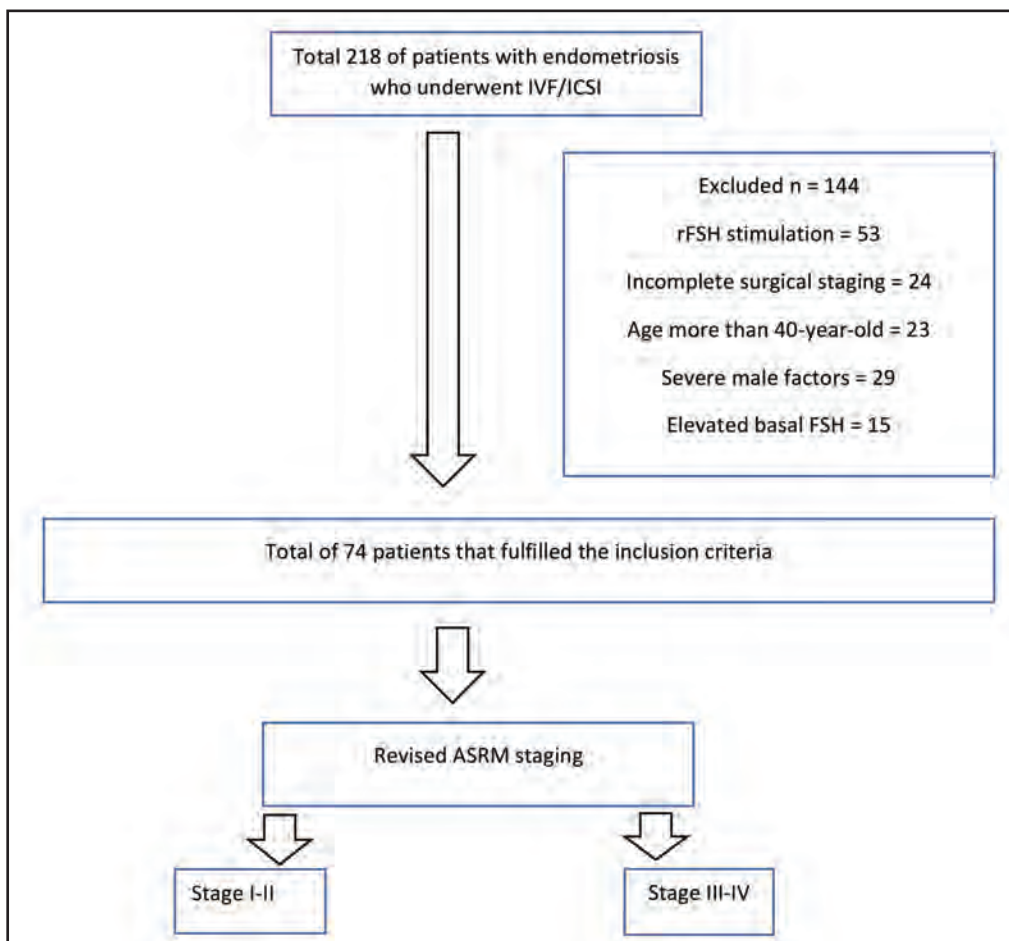 Total 218 of patients with endometriosis
who underwent IVF/ICSI
Excluded n = 144
rFSH stimulation = 53
Incomplete surgical staging = 24
Age more than 40-year-old = 23
Severe male factors = 29
Elevated basal FSH = 15
Total of 74 patients that fulfilled the inclusion criteria
Revised ASRM staging
Stage I-II
Stage III-IV